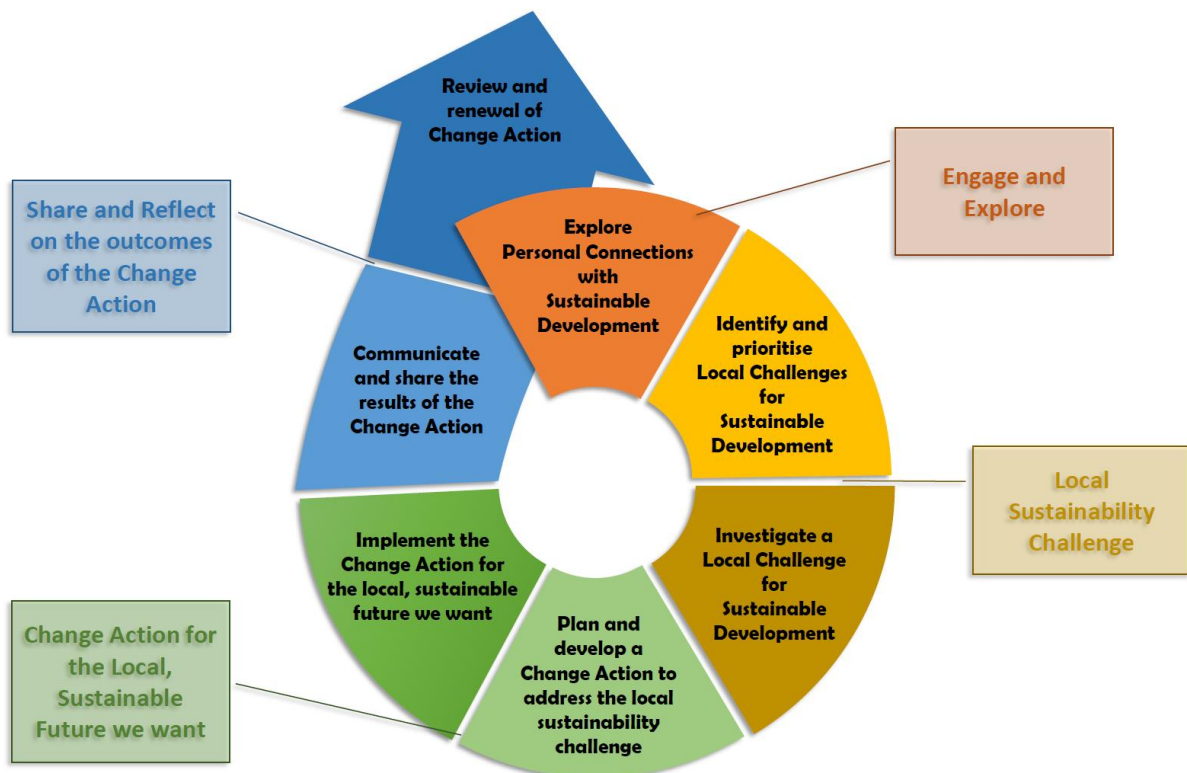 Review and
renewal of
Change Action
Engage and
Explore
Share and Reflect
on the outcomes
of the Change
Action
Explore
Personal Connections
with
Sustainable
Development
Identify and
prioritise
Local Challenges
for
Sustainable
Development
Communicate
and share the
results of the
Change Action
Local
Sustainability
Challenge
Investigate a
Local Challenge
for
Sustainable
Development
Implement the
Change Action for
the local, sustainable
future we want
Plan and
develop a
Change Action to
address the local
sustainability
challenge
Change Action for
the Local,
Sustainable
Future we want